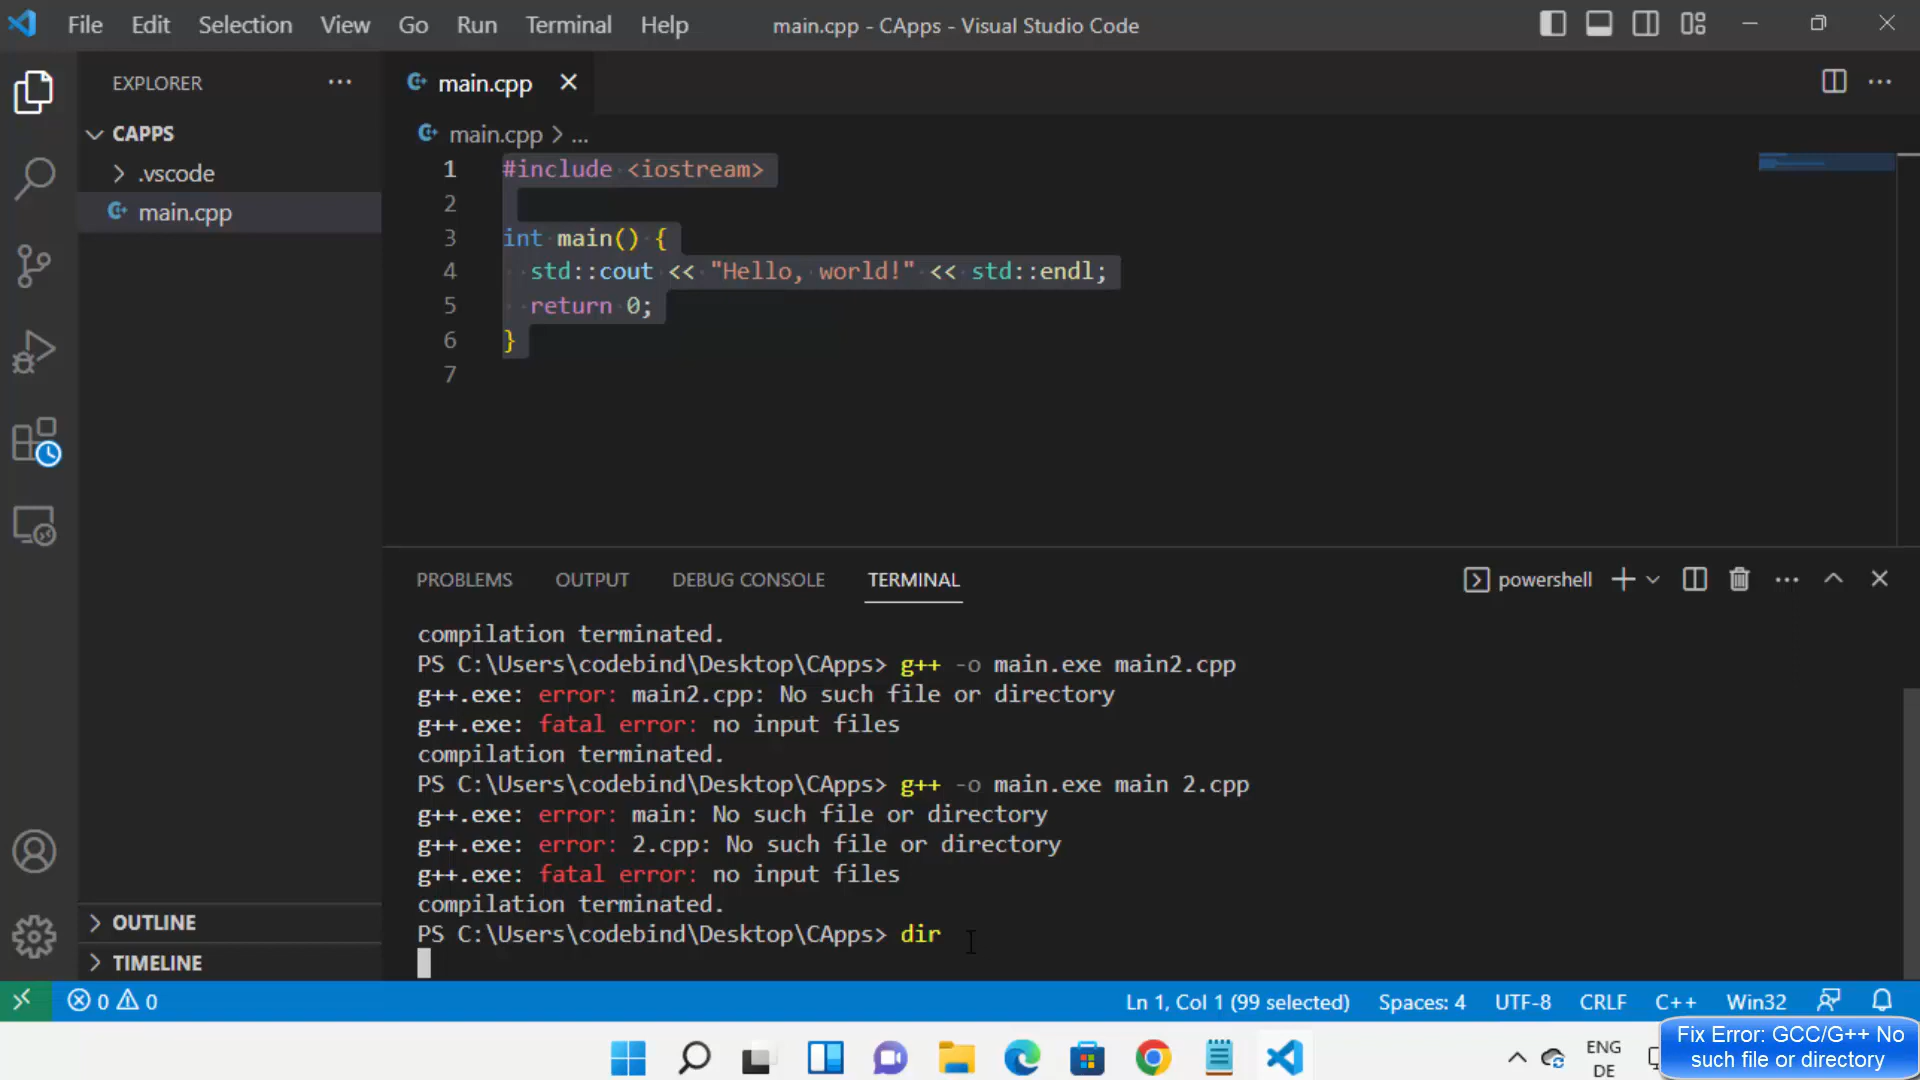 File Edit Selection View Go Run Terminal Help
main.cpp - CApps - Visual Studio Code
EXPLORER
CAPPS
.vscode
main.cpp
main.cpp
main.cpp > ...
1 #include <iostream>
2
3 int main() {
4 std::cout << "Hello, world!" << std::endl;
5 return 0;
6 }
7
PROBLEMS OUTPUT DEBUG CONSOLE TERMINAL
powershell
compilation terminated.
PS C:\Users\codebind\Desktop\CApps> g++ -o main.exe main2.cpp
g++.exe: error: main2.cpp: No such file or directory
g++.exe: fatal error: no input files
compilation terminated.
PS C:\Users\codebind\Desktop\CApps> g++ -o main.exe main 2.cpp
g++.exe: error: main: No such file or directory
g++.exe: error: 2.cpp: No such file or directory
g++.exe: fatal error: no input files
compilation terminated.
PS C:\Users\codebind\Desktop\CApps> dir
OUTLINE
TIMELINE
0 0
Ln 1, Col 1 (99 selected) Spaces: 4 UTF-8 CRLF C++ Win32
ENG
DE
Fix Error: GCC/G++ No
such file or directory